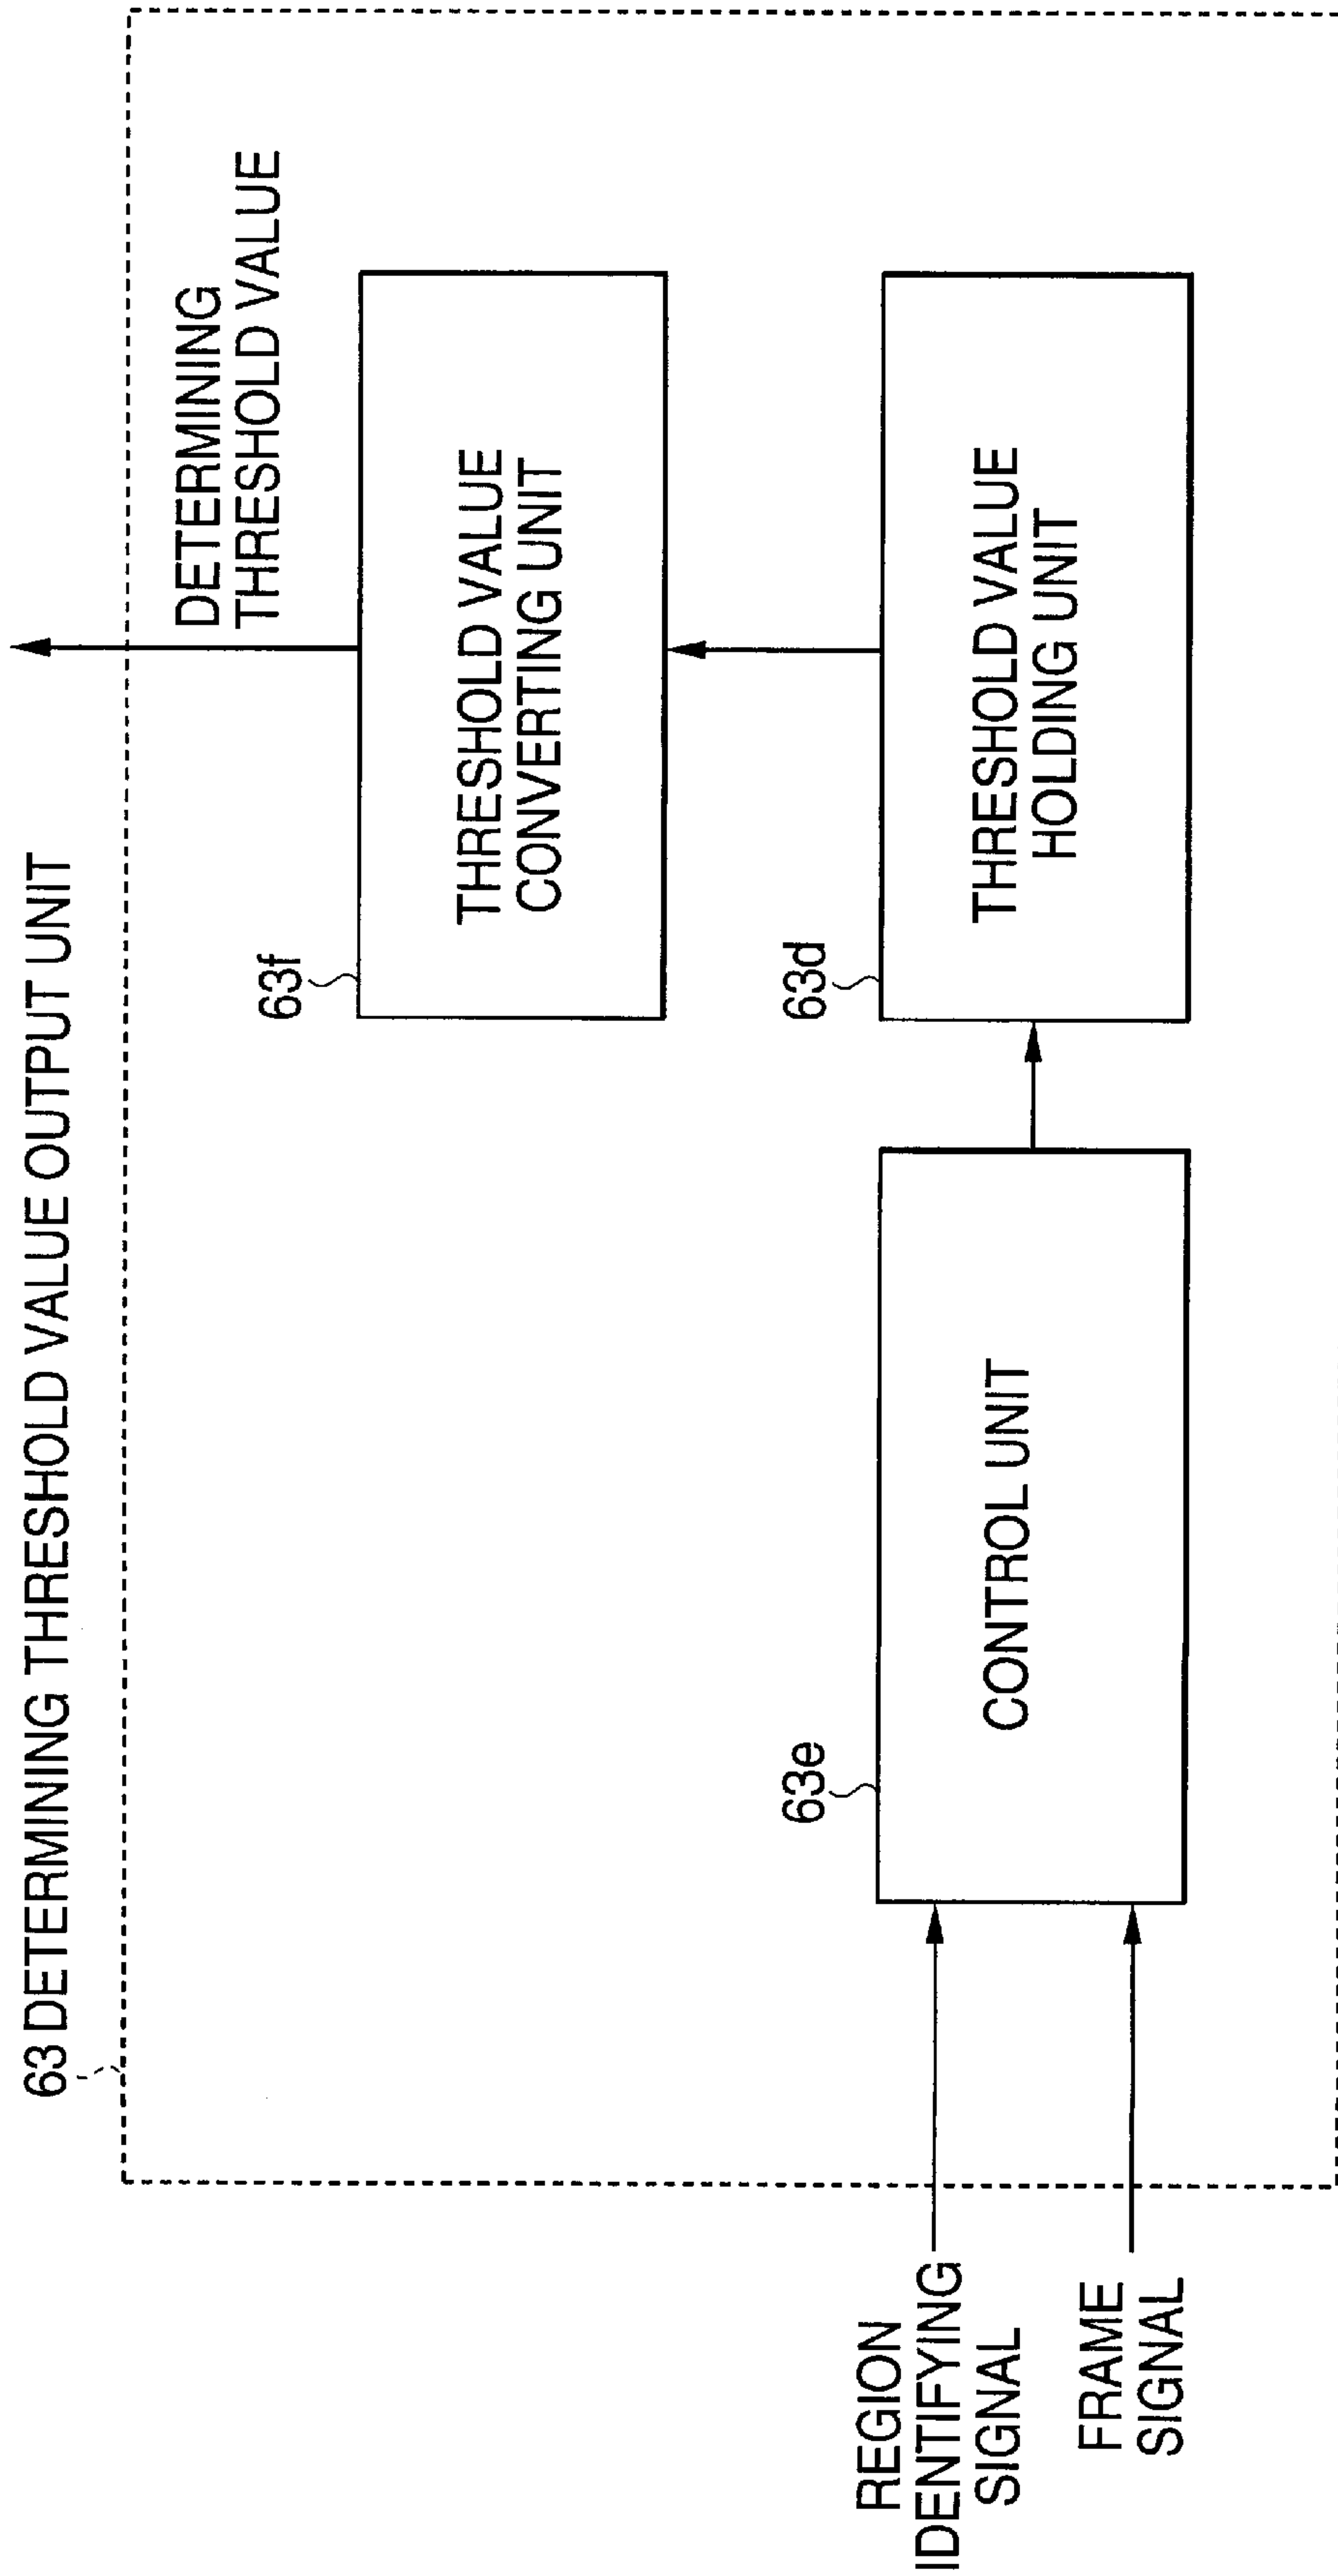 63 DETERMINING THRESHOLD VALUE OUTPUT UNIT
DETERMINING
THRESHOLD VALUE
63f
THRESHOLD VALUE
CONVERTING UNIT
63e
CONTROL UNIT
63d
THRESHOLD VALUE
HOLDING UNIT
REGION
IDENTIFYING
SIGNAL
FRAME
SIGNAL